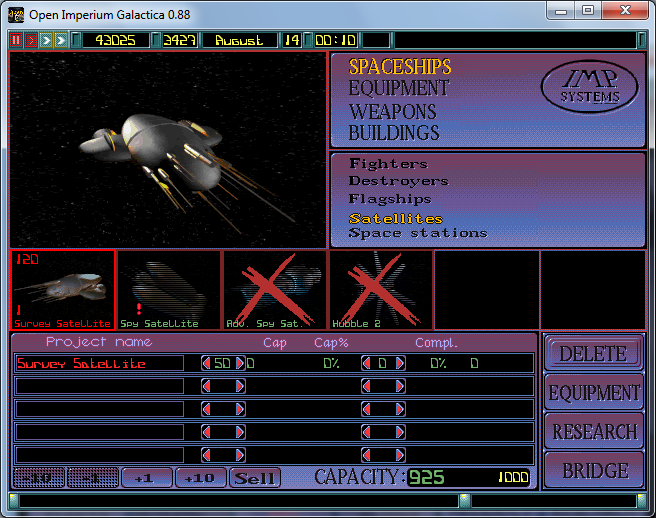 Open Imperium Galactica 0.88
43025 3427 August 14 00:10
SPACESHIPS
EQUIPMENT
WEAPONS
BUILDINGS
IMP
SYSTEMS
Fighters
Destroyers
Flagships
Satellites
Space stations
120
1
Survey Satellite
!
Spy Satellite
Adv. Spy Sat.
Hubble 2
Project name Cap Cap% Compl.
Survey Satellite 50 0 0% 0 0% 0
-10 -1 +1 +10 Sell CAPACITY: 925 1000
DELETE
EQUIPMENT
RESEARCH
BRIDGE